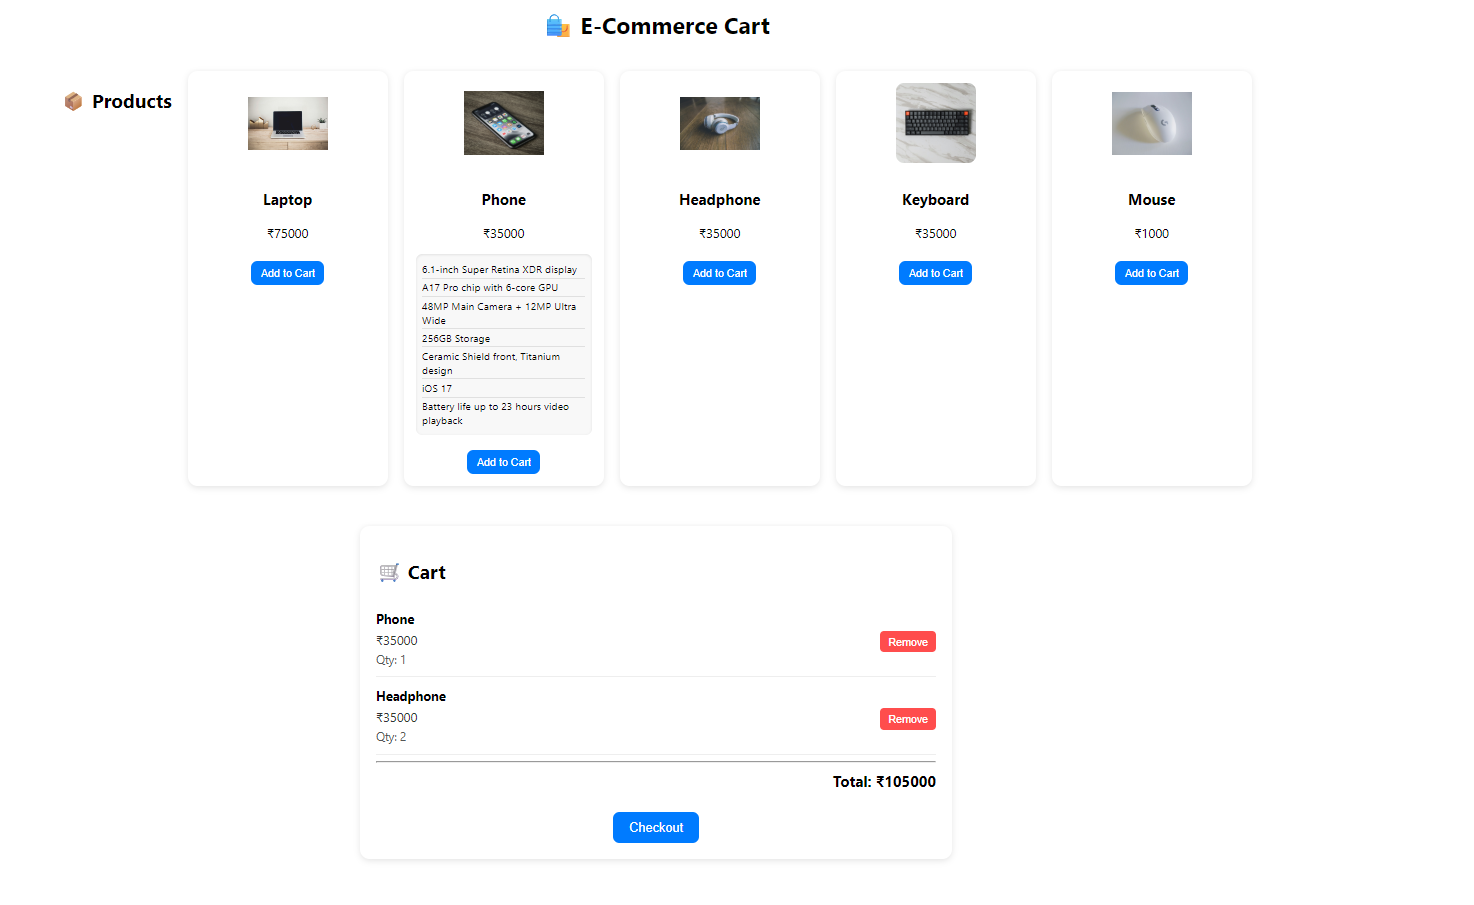 E-Commerce Cart
Products
Laptop
₹75000
Add to Cart
Phone
₹35000
6.1-inch Super Retina XDR display
A17 Pro chip with 6-core GPU
48MP Main Camera + 12MP Ultra
Wide
256GB Storage
Ceramic Shield front, Titanium
design
iOS 17
Battery life up to 23 hours video
playback
Add to Cart
Headphone
₹35000
Add to Cart
Keyboard
₹35000
Add to Cart
Mouse
₹1000
Add to Cart
Cart
Phone
₹35000
Qty: 1
Remove
Headphone
₹35000
Qty: 2
Remove
Total: ₹105000
Checkout